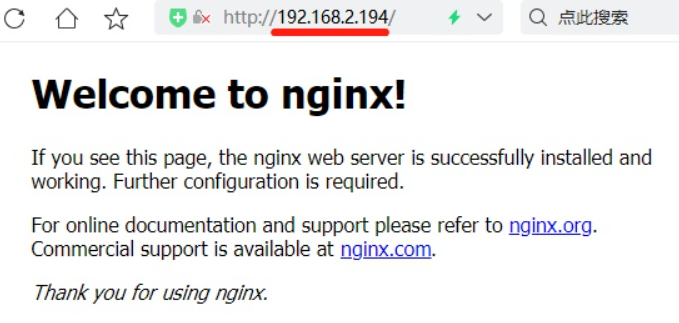 http://192.168.2.194/
点此搜索
Welcome to nginx!
If you see this page, the nginx web server is successfully installed and
working. Further configuration is required.
For online documentation and support please refer to nginx.org.
Commercial support is available at nginx.com.
Thank you for using nginx.